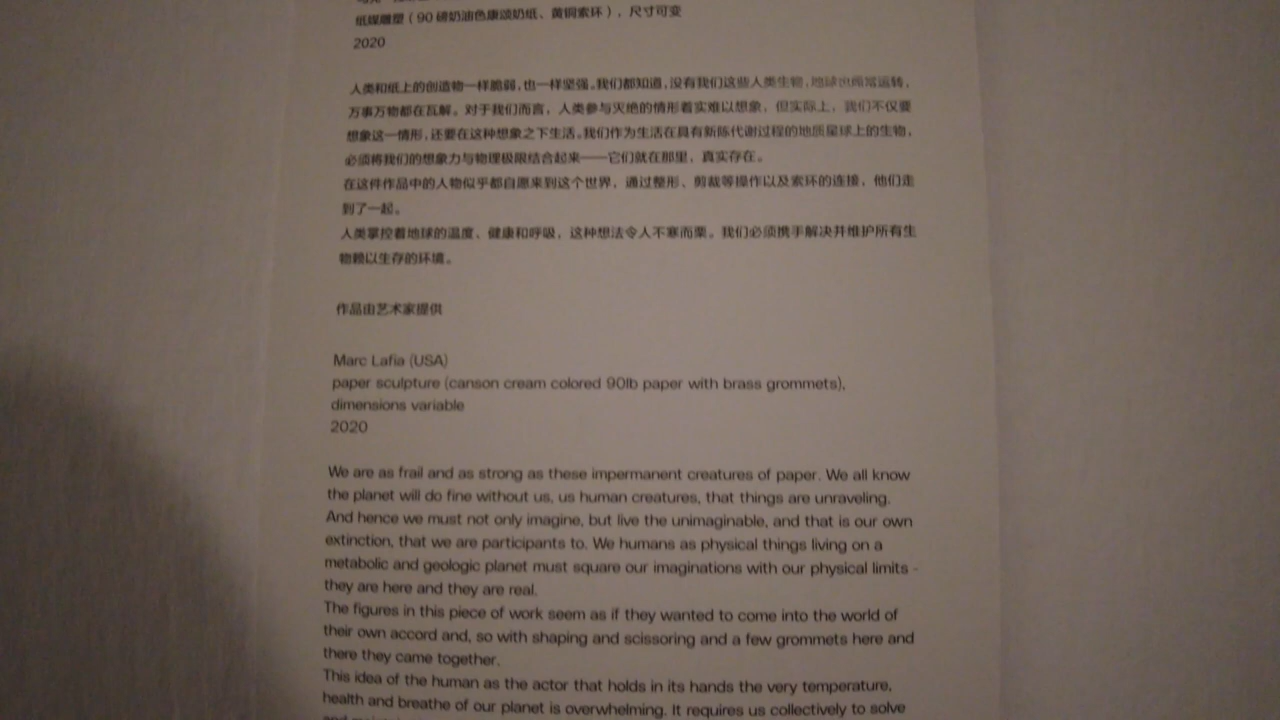 纸媒雕塑（90 磅奶油色康颂奶纸、黄铜索环），尺寸可变
2020
人类和纸上的创造物一样脆弱，也一样坚强。我们都知道，没有我们这些人类生物，地球也能常运转，
万事万物都在瓦解。对于我们而言，人类参与灭绝的情形着实难以想象，但实际上，我们不仅要
想象这一情形，还要在这种想象之下生活。我们作为生活在具有新陈代谢过程的地质星球上的生物，
必须将我们的想象力与物理极限结合起来——它们就在那里，真实存在。
在这件作品中的人物似乎都自愿来到这个世界，通过整形、剪裁等操作以及索环的连接，他们走
到了一起。
人类掌控着地球的温度、健康和呼吸，这种想法令人不寒而栗。我们必须携手解决并维护所有生
物赖以生存的环境。
作品由艺术家提供
Marc Lafia (USA)
paper sculpture (canson cream colored 90lb paper with brass grommets),
dimensions variable
2020
We are as frail and as strong as these impermanent creatures of paper. We all know
the planet will do fine without us, us human creatures, that things are unraveling.
And hence we must not only imagine, but live the unimaginable, and that is our own
extinction, that we are participants to. We humans as physical things living on a
metabolic and geologic planet must square our imaginations with our physical limits -
they are here and they are real.
The figures in this piece of work seem as if they wanted to come into the world of
their own accord and, so with shaping and scissoring and a few grommets here and
there they came together.
This idea of the human as the actor that holds in its hands the very temperature,
health and breathe of our planet is overwhelming. It requires us collectively to solve